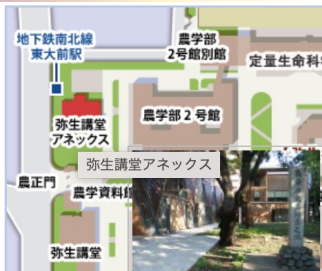 地下鉄南北線
東大前駅
農学部
2号館別館
定量生命科
弥生講堂
アネックス
農学部2号館
弥生講堂アネックス
農正門
農学資料館
弥生講堂